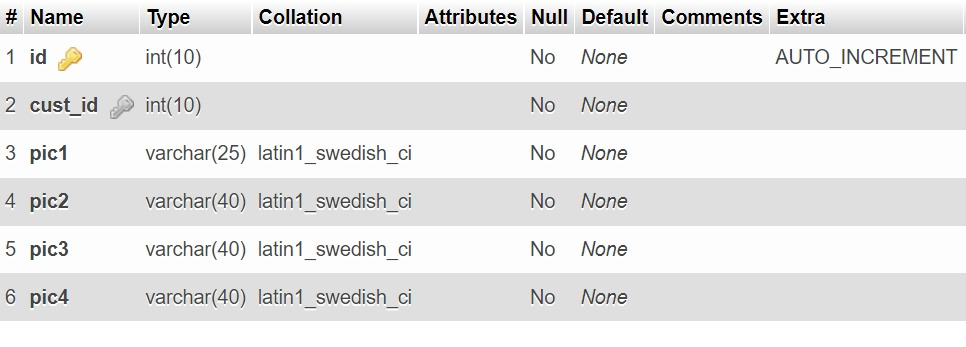 # Name Type Collation Attributes Null Default Comments Extra
1 id int(10) No None AUTO_INCREMENT
2 cust_id int(10) No None
3 pic1 varchar(25) latin1_swedish_ci No None
4 pic2 varchar(40) latin1_swedish_ci No None
5 pic3 varchar(40) latin1_swedish_ci No None
6 pic4 varchar(40) latin1_swedish_ci No None